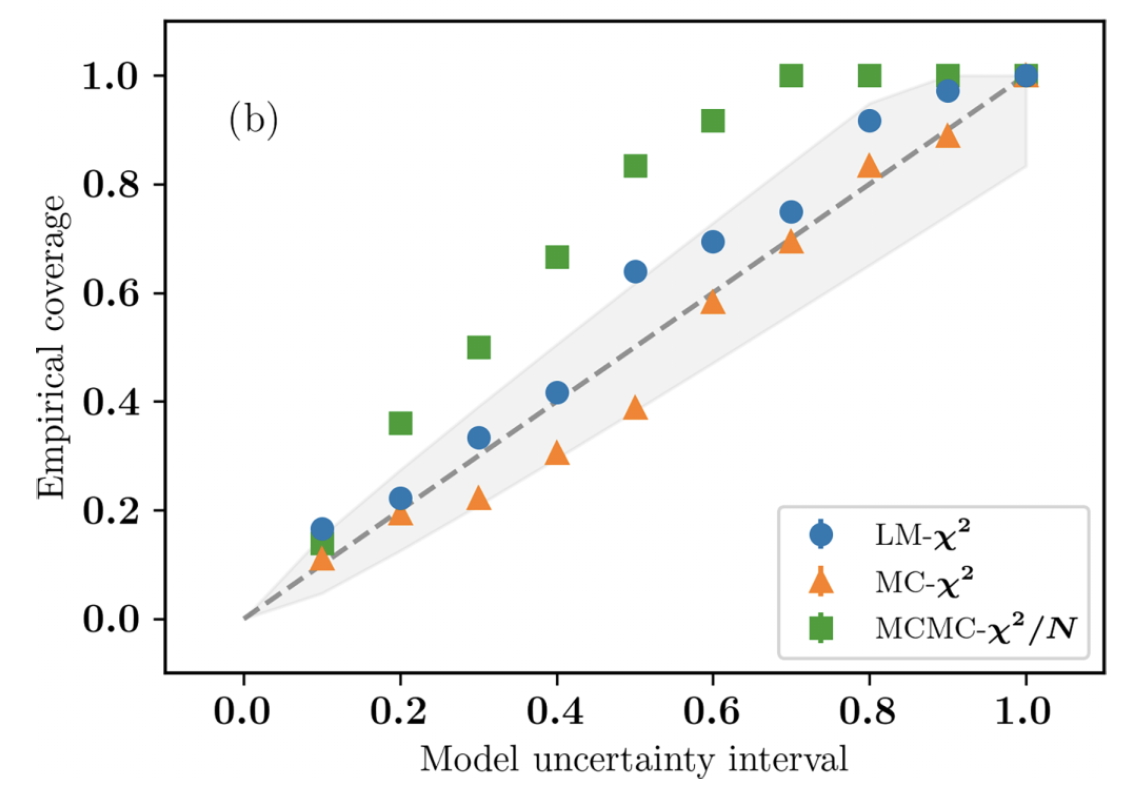 (b)
1.0
0.8
0.6
0.4
0.2
0.0
Empirical coverage
LM-χ²
MC-χ²
MCMC-χ²/N
0.0 0.2 0.4 0.6 0.8 1.0
Model uncertainty interval